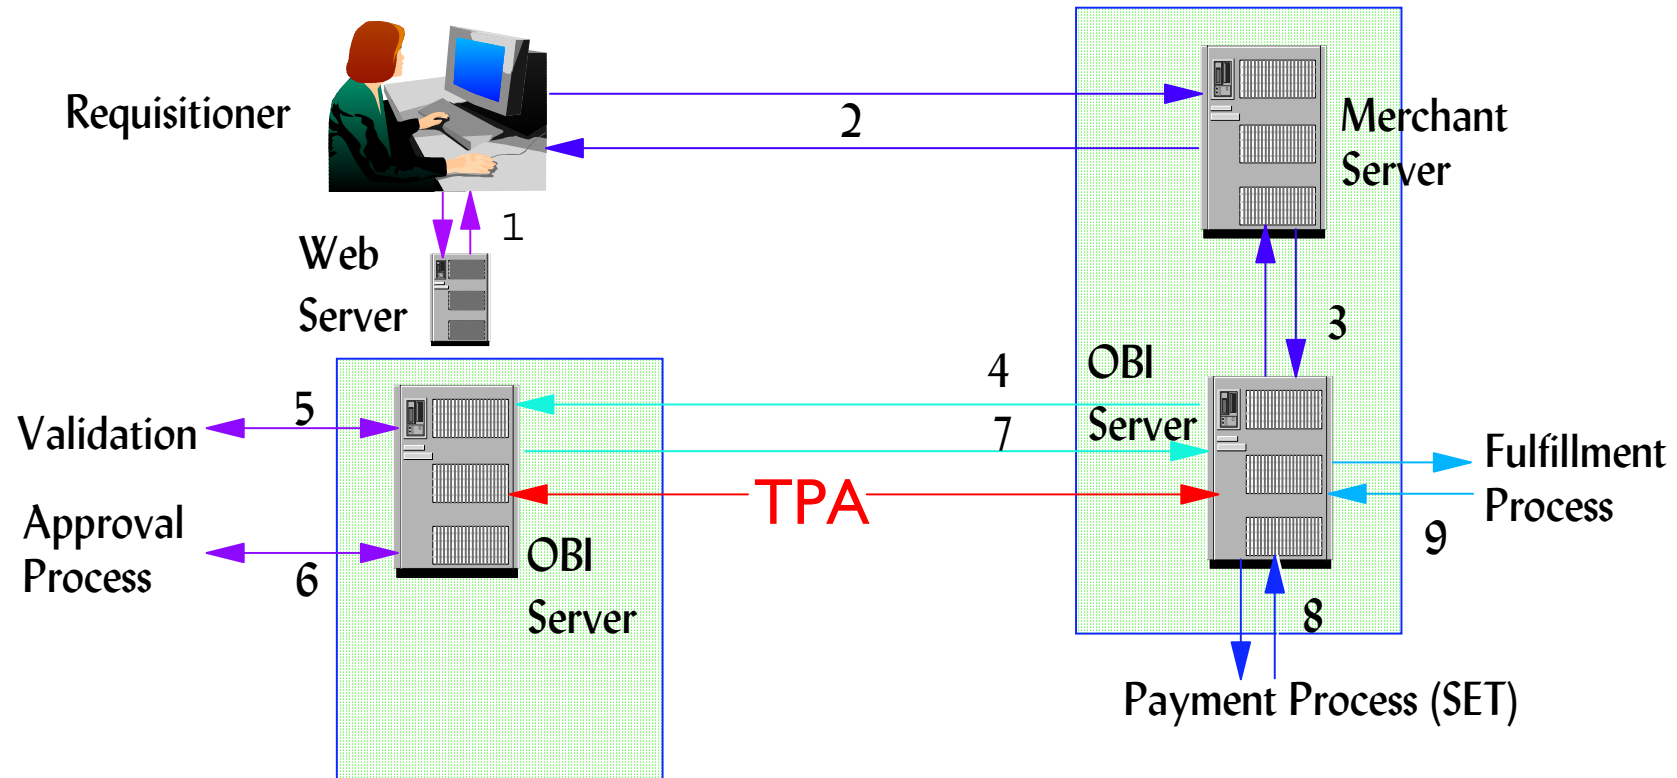 Requisitioner
2
Merchant
Server
1
Web
Server
3
4
OBI
Server
5
Validation
7
Fulfillment
Process
TPA
Approval
Process
9
6
OBI
Server
8
Payment Process (SET)